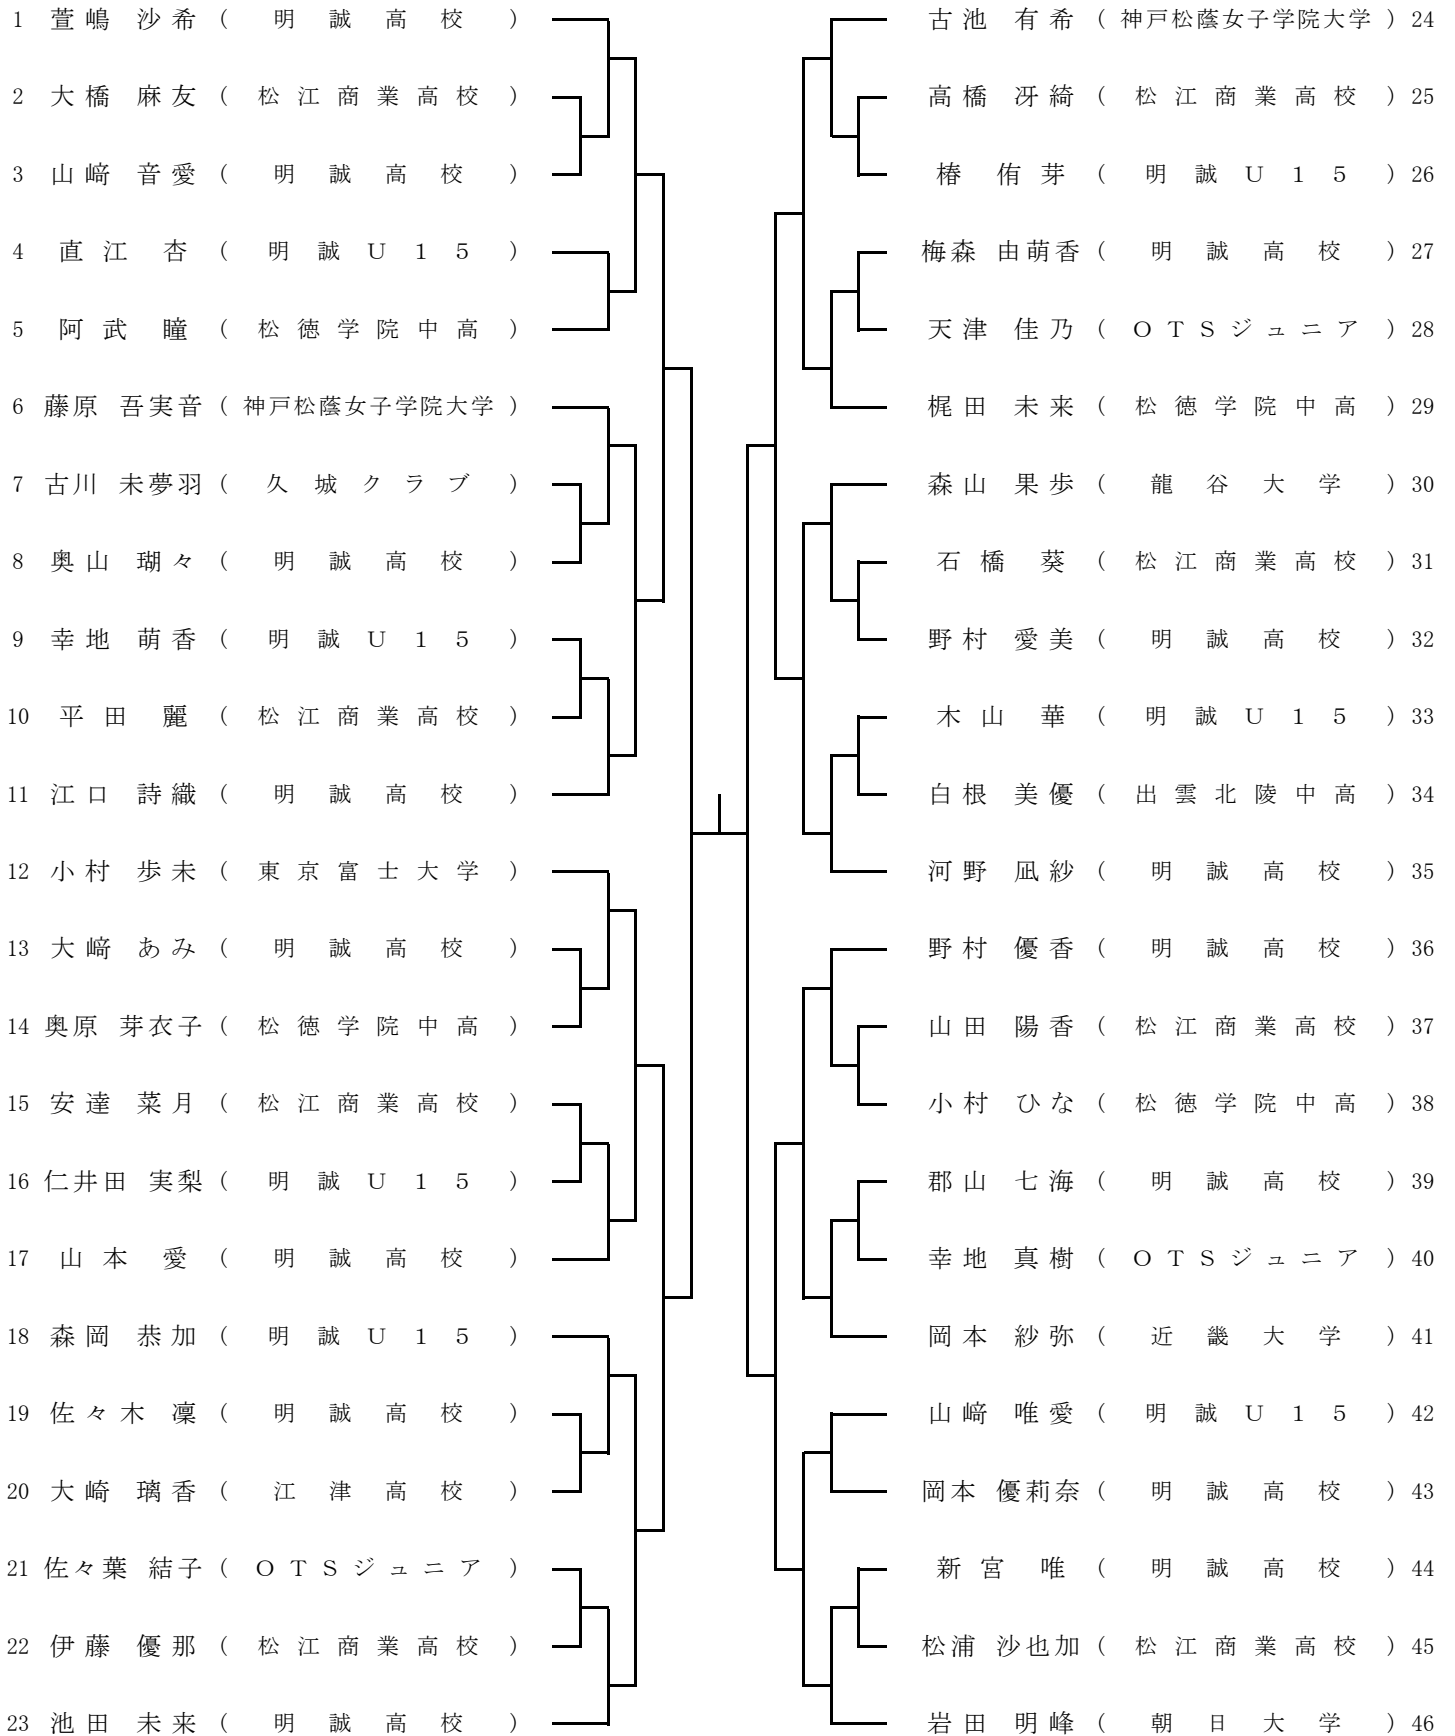 1 萱嶋 沙希 ( 明誠高校 )
2 大橋 麻友 ( 松江商業高校 )
3 山﨑 音愛 ( 明誠高校 )
4 直江 杏 ( 明誠U15 )
5 阿武 瞳 ( 松徳学院中高 )
6 藤原 吾実音 ( 神戸松蔭女子学院大学 )
7 古川 未夢羽 ( 久城クラブ )
8 奥山 瑚々 ( 明誠高校 )
9 幸地 萌香 ( 明誠U15 )
10 平田 麗 ( 松江商業高校 )
11 江口 詩織 ( 明誠高校 )
12 小村 歩未 ( 東京富士大学 )
13 大﨑 あみ ( 明誠高校 )
14 奥原 芽衣子 ( 松徳学院中高 )
15 安達 菜月 ( 松江商業高校 )
16 仁井田 実梨 ( 明誠U15 )
17 山本 愛 ( 明誠高校 )
18 森岡 恭加 ( 明誠U15 )
19 佐々木 凜 ( 明誠高校 )
20 大崎 璃香 ( 江津高校 )
21 佐々葉 結子 ( OTSジュニア )
22 伊藤 優那 ( 松江商業高校 )
23 池田 未来 ( 明誠高校 )
古池 有希 ( 神戸松蔭女子学院大学 ) 24
高橋 冴綺 ( 松江商業高校 ) 25
椿 侑芽 ( 明誠U15 ) 26
梅森 由萌香 ( 明誠高校 ) 27
天津 佳乃 ( OTSジュニア ) 28
梶田 未来 ( 松徳学院中高 ) 29
森山 果歩 ( 龍谷大学 ) 30
石橋 葵 ( 松江商業高校 ) 31
野村 愛美 ( 明誠高校 ) 32
木山 華 ( 明誠U15 ) 33
白根 美優 ( 出雲北陵中高 ) 34
河野 凪紗 ( 明誠高校 ) 35
野村 優香 ( 明誠高校 ) 36
山田 陽香 ( 松江商業高校 ) 37
小村 ひな ( 松徳学院中高 ) 38
郡山 七海 ( 明誠高校 ) 39
幸地 真樹 ( OTSジュニア ) 40
岡本 紗弥 ( 近畿大学 ) 41
山﨑 唯愛 ( 明誠U15 ) 42
岡本 優莉奈 ( 明誠高校 ) 43
新宮 唯 ( 明誠高校 ) 44
松浦 沙也加 ( 松江商業高校 ) 45
岩田 明峰 ( 朝日大学 ) 46